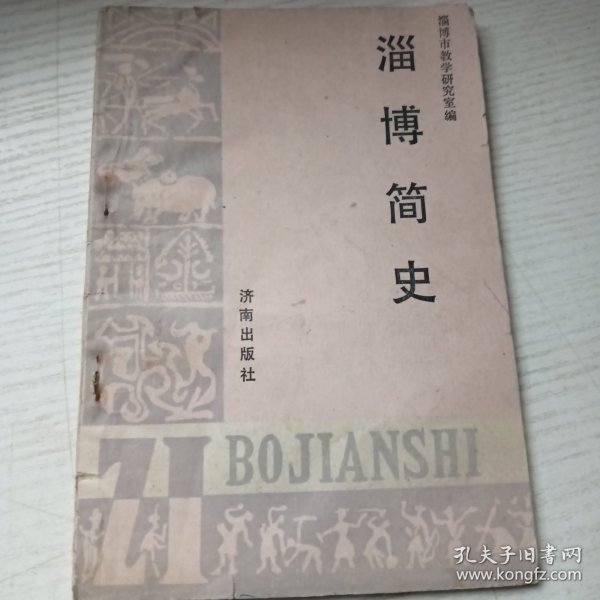 淄博市教学研究室编
淄博简史
济南出版社
ZI BOJIANSHI
孔夫子旧书网
www.kongfz.com